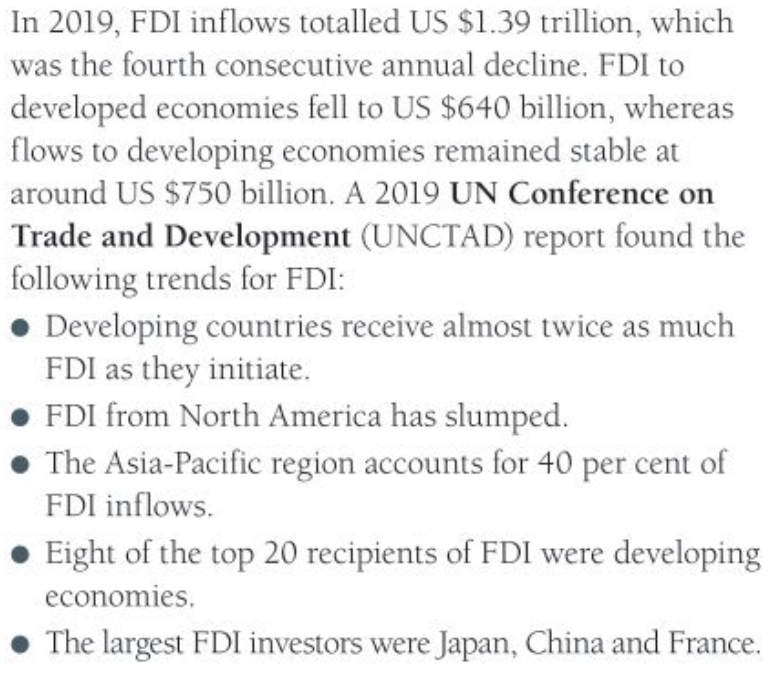 In 2019, FDI inflows totalled US $1.39 trillion, which
was the fourth consecutive annual decline. FDI to
developed economies fell to US $640 billion, whereas
flows to developing economies remained stable at
around US $750 billion. A 2019 UN Conference on
Trade and Development (UNCTAD) report found the
following trends for FDI:
● Developing countries receive almost twice as much
FDI as they initiate.
● FDI from North America has slumped.
● The Asia-Pacific region accounts for 40 per cent of
FDI inflows.
● Eight of the top 20 recipients of FDI were developing
economies.
● The largest FDI investors were Japan, China and France.